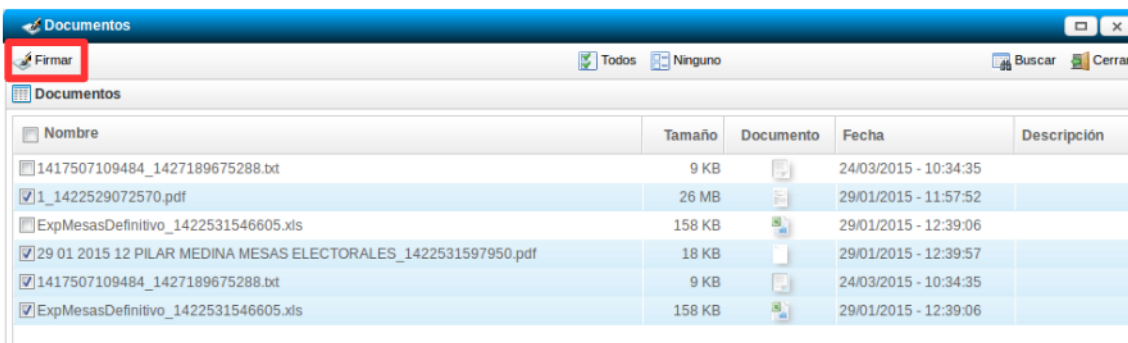 Documentos
Firmar Todos Ninguno Buscar Cerrar
Documentos
Nombre Tamaño Documento Fecha Descripción
1417507109484_1427189675288.txt 9 KB 24/03/2015 - 10:34:35
1_1422529072570.pdf 26 MB 29/01/2015 - 11:57:52
ExpMesasDefinitivo_1422531546605.xls 158 KB 29/01/2015 - 12:39:06
29 01 2015 12 PILAR MEDINA MESAS ELECTORALES_1422531597950.pdf 18 KB 29/01/2015 - 12:39:57
1417507109484_1427189675288.txt 9 KB 24/03/2015 - 10:34:35
ExpMesasDefinitivo_1422531546605.xls 158 KB 29/01/2015 - 12:39:06